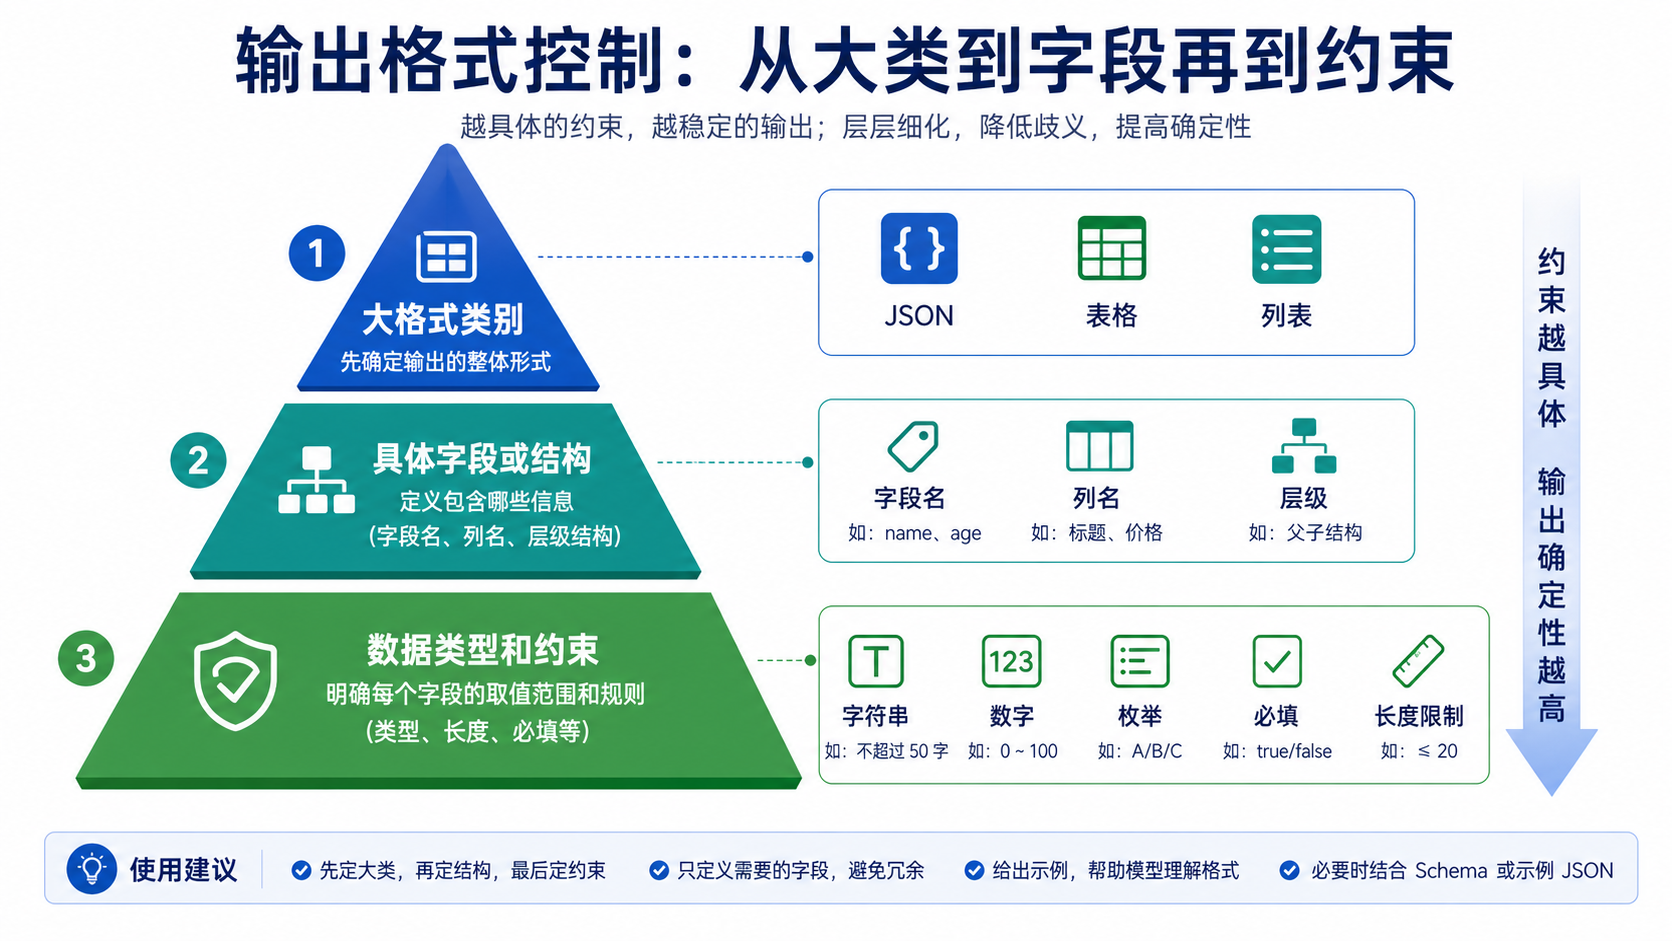 输出格式控制：从大类到字段再到约束
越具体的约束，越稳定的输出；层层细化，降低歧义，提高确定性
1
大格式类别
先确定输出的整体形式
{ }
JSON
表格
列表
2
具体字段或结构
定义包含哪些信息
(字段名、列名、层级结构)
字段名
如：name、age
列名
如：标题、价格
层级
如：父子结构
3
数据类型和约束
明确每个字段的取值范围和规则
(类型、长度、必填等)
T
字符串
如：不超过 50 字
123
数字
如：0 ~ 100
枚举
如：A/B/C
必填
如：true/false
长度限制
如：≤ 20
约束越具体 输出确定性越高
使用建议
先定大类，再定结构，最后定约束
只定义需要的字段，避免冗余
给出示例，帮助模型理解格式
必要时结合 Schema 或示例 JSON